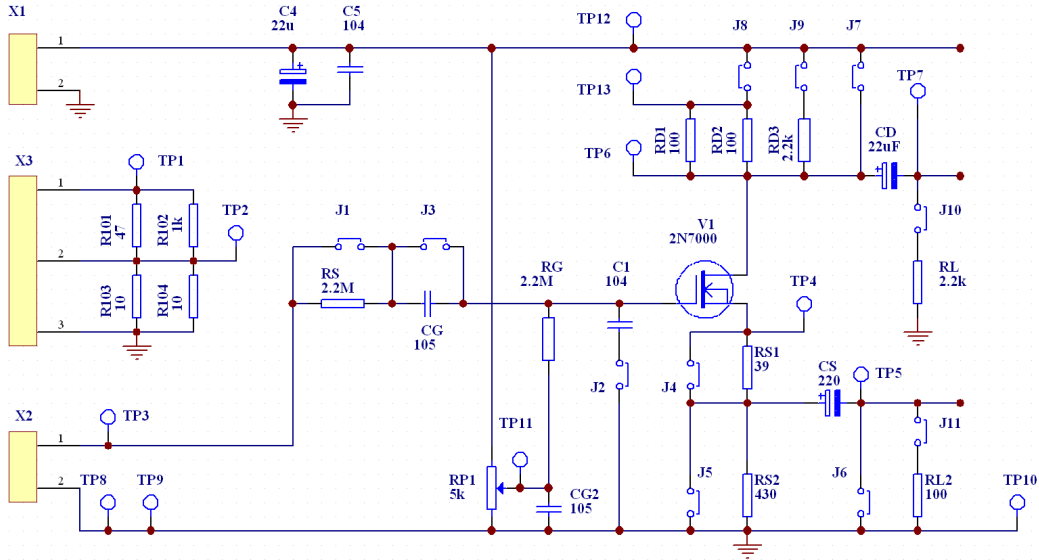 X1
1
2
C4
22u
+
C5
104
TP12
TP13
TP6
J8
J9
J7
TP7
RD1
100
RD2
100
RD3
2.2k
CD
22uF
+
X3
1
2
3
TP1
R101
47
R102
1k
TP2
R103
10
R104
10
J1
J3
RS
2.2M
CG
105
RG
2.2M
C1
104
V1
2N7000
TP4
J10
RL
2.2k
J2
J4
RS1
39
CS
220
+
TP5
J11
X2
1
2
TP3
TP8
TP9
TP11
RP1
5k
CG2
105
J5
RS2
430
J6
RL2
100
TP10